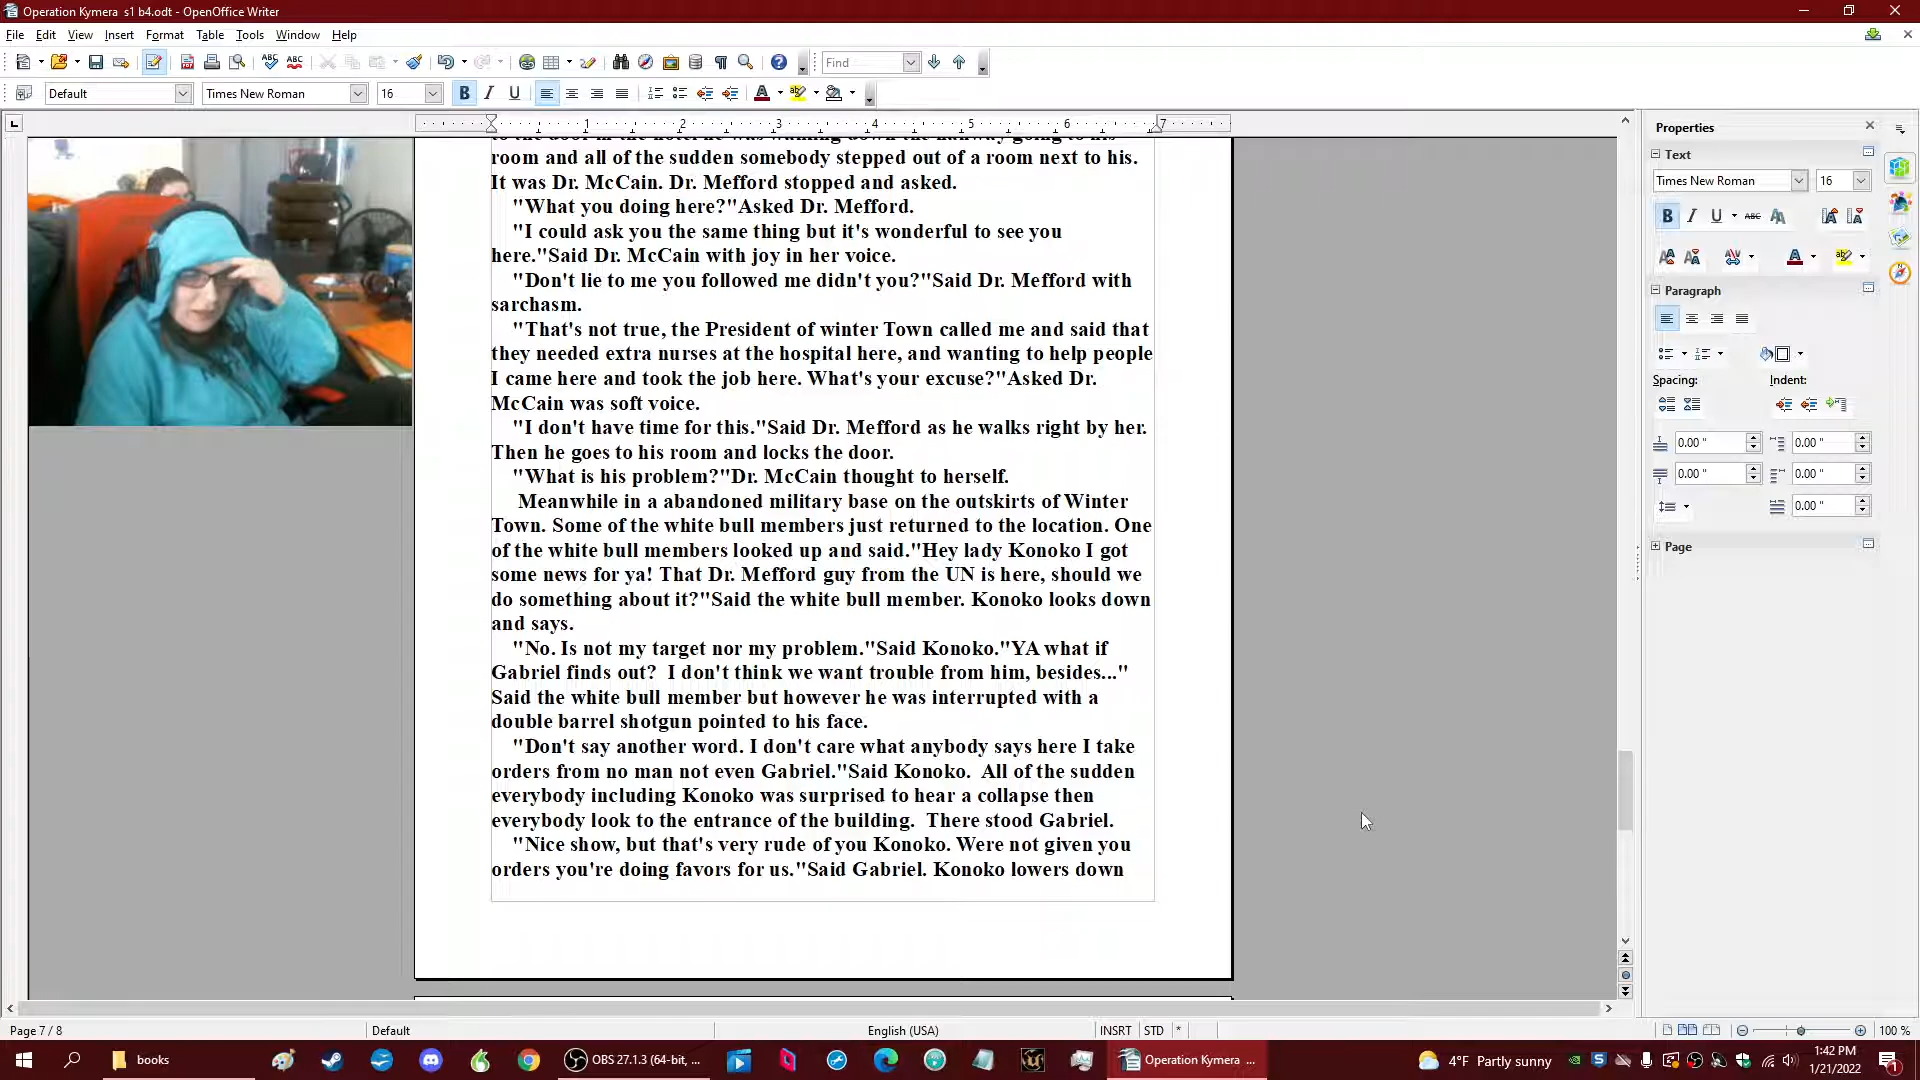 Operation Kymera  s1 b4.odt - OpenOffice Writer
File Edit View Insert Format Table Tools Window Help
Find
Default Times New Roman 16
1 2 3 4 5 6 7
room and all of the sudden somebody stepped out of a room next to his.
It was Dr. McCain. Dr. Mefford stopped and asked.
"What you doing here?"Asked Dr. Mefford.
"I could ask you the same thing but it's wonderful to see you
here."Said Dr. McCain with joy in her voice.
"Don't lie to me you followed me didn't you?"Said Dr. Mefford with
sarchasm.
"That's not true, the President of winter Town called me and said that
they needed extra nurses at the hospital here, and wanting to help people
I came here and took the job here. What's your excuse?"Asked Dr.
McCain was soft voice.
"I don't have time for this."Said Dr. Mefford as he walks right by her.
Then he goes to his room and locks the door.
"What is his problem?"Dr. McCain thought to herself.
Meanwhile in a abandoned military base on the outskirts of Winter
Town. Some of the white bull members just returned to the location. One
of the white bull members looked up and said."Hey lady Konoko I got
some news for ya! That Dr. Mefford guy from the UN is here, should we
do something about it?"Said the white bull member. Konoko looks down
and says.
"No. Is not my target nor my problem."Said Konoko."YA what if
Gabriel finds out?  I don't think we want trouble from him, besides..."
Said the white bull member but however he was interrupted with a
double barrel shotgun pointed to his face.
"Don't say another word. I don't care what anybody says here I take
orders from no man not even Gabriel."Said Konoko.  All of the sudden
everybody including Konoko was surprised to hear a collapse then
everybody look to the entrance of the building.  There stood Gabriel.
"Nice show, but that's very rude of you Konoko. Were not given you
orders you're doing favors for us."Said Gabriel. Konoko lowers down
Properties
Text
Times New Roman 16
Paragraph
Spacing: Indent:
0.00 " 0.00 "
0.00 " 0.00 "
0.00 "
Page
Page 7 / 8 Default English (USA) INSRT STD * 100 %
books OBS 27.1.3 (64-bit, ... Operation Kymera ... 4°F Partly sunny 1:42 PM
1/21/2022